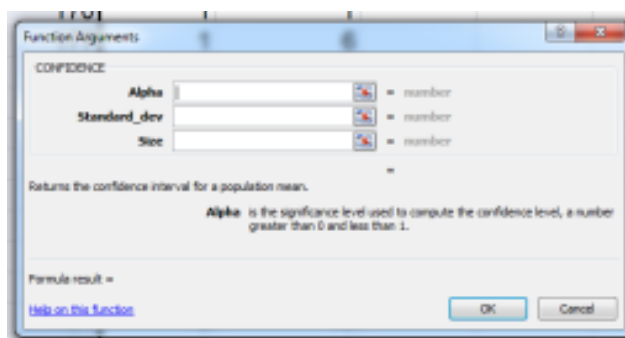 Function Arguments
1 6
CONFIDENCE
Alpha = number
Standard_dev = number
Size = number
=
Returns the confidence interval for a population mean.
Alpha is the significance level used to compute the confidence level, a number
greater than 0 and less than 1.
Formula result =
Help on this function
OK Cancel